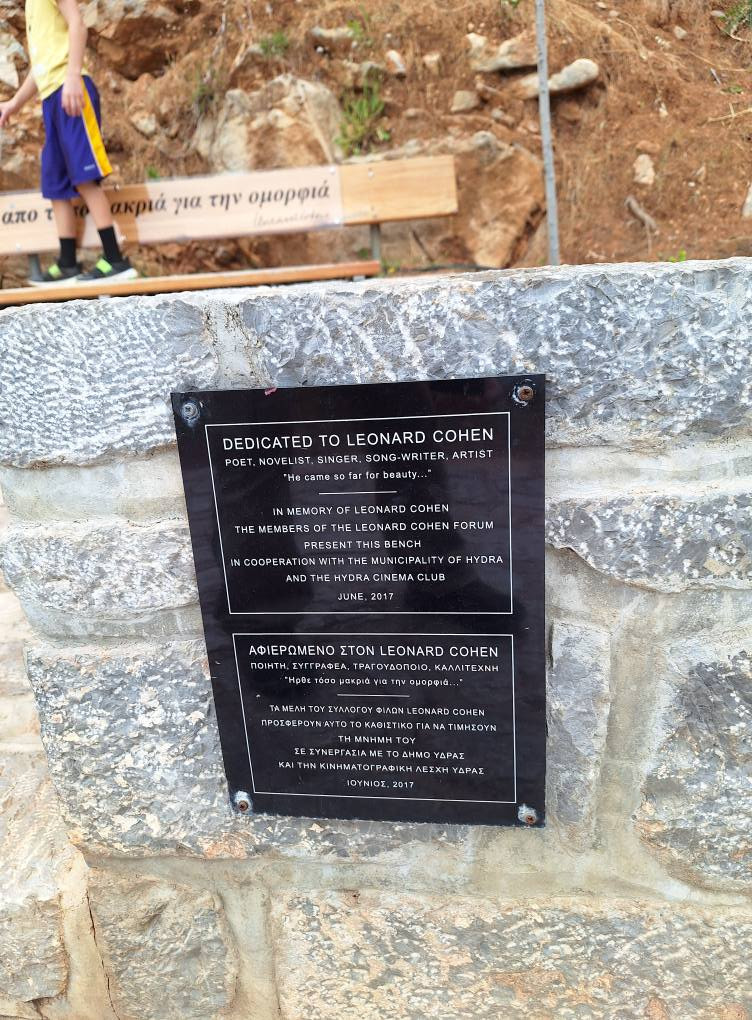 απο μακριά για την ομορφιά
DEDICATED TO LEONARD COHEN
POET, NOVELIST, SINGER, SONG-WRITER, ARTIST
"He came so far for beauty..."
IN MEMORY OF LEONARD COHEN
THE MEMBERS OF THE LEONARD COHEN FORUM
PRESENT THIS BENCH
IN COOPERATION WITH THE MUNICIPALITY OF HYDRA
AND THE HYDRA CINEMA CLUB
JUNE, 2017
ΑΦΙΕΡΩΜΕΝΟ ΣΤΟΝ LEONARD COHEN
ΠΟΙΗΤΗ, ΣΥΓΓΡΑΦΕΑ, ΤΡΑΓΟΥΔΟΠΟΙΟ, ΚΑΛΛΙΤΕΧΝΗ
"Ηρθε τόσο μακριά για την ομορφιά..."
ΤΑ ΜΕΛΗ ΤΟΥ ΣΥΛΛΟΓΟΥ ΦΙΛΩΝ LEONARD COHEN
ΠΡΟΣΦΕΡΟΥΝ ΑΥΤΟ ΤΟ ΚΑΘΙΣΤΙΚΟ ΓΙΑ ΝΑ ΤΙΜΗΣΟΥΝ
ΤΗ ΜΝΗΜΗ ΤΟΥ
ΣΕ ΣΥΝΕΡΓΑΣΙΑ ΜΕ ΤΟ ΔΗΜΟ ΥΔΡΑΣ
ΚΑΙ ΤΗΝ ΚΙΝΗΜΑΤΟΓΡΑΦΙΚΗ ΛΕΣΧΗ ΥΔΡΑΣ
ΙΟΥΝΙΟΣ, 2017